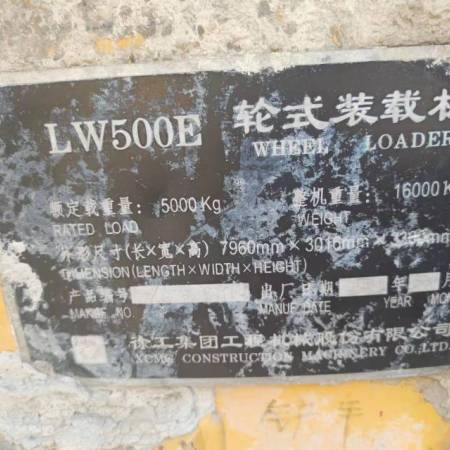 LW500E 轮式装载机
WHEEL LOADER
额定载重量: 5000Kg 整机重量: 16000K
RATED LOAD WEIGHT
外形尺寸(长×宽×高) 7960mm×3016mm×
DIMENSION(LENGTH×WIDTH×HEIGHT)
产品编号 出厂日期 年 月
MAKE NO MANUF DATE YEAR MO
徐工集团工程机械股份有限公司
XCMG CONSTRUCTION MACHINERY CO.,LTD.